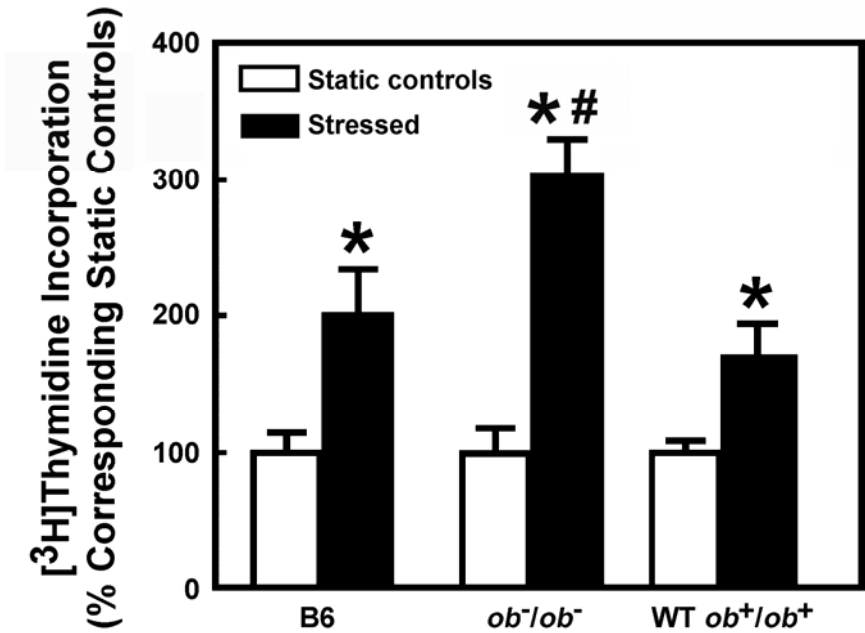 [³H]Thymidine Incorporation
(% Corresponding Static Controls)
400
300
200
100
0
Static controls
Stressed
*
* #
*
B6
ob⁻/ob⁻
WT ob⁺/ob⁺